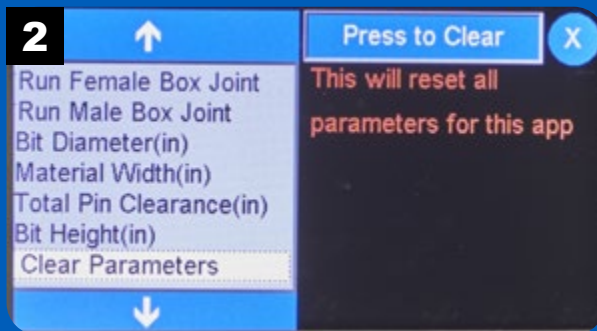 2
Run Female Box Joint
Run Male Box Joint
Bit Diameter(in)
Material Width(in)
Total Pin Clearance(in)
Bit Height(in)
Clear Parameters
Press to Clear
X
This will reset all
parameters for this app